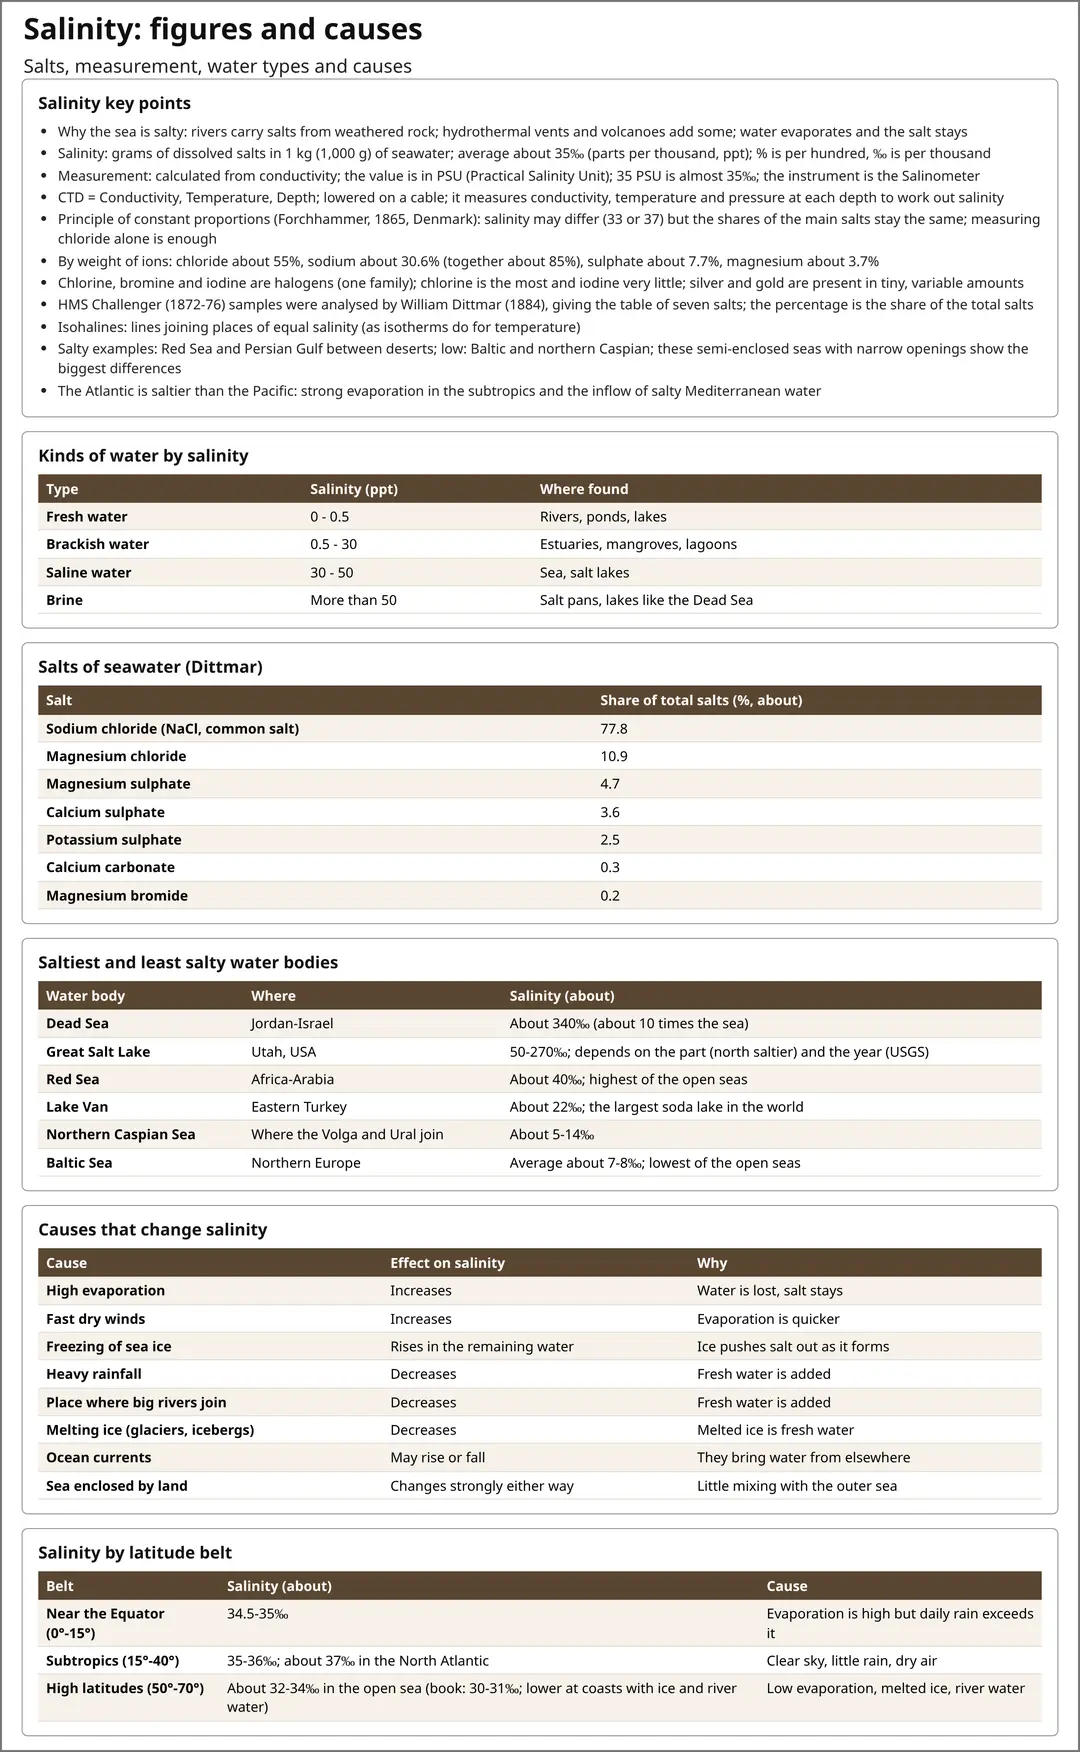 Salinity: figures and causes
Salts, measurement, water types and causes
Salinity key points
• Why the sea is salty: rivers carry salts from weathered rock; hydrothermal vents and volcanoes add some; water evaporates and the salt stays
• Salinity: grams of dissolved salts in 1 kg (1,000 g) of seawater; average about 35‰ (parts per thousand, ppt); % is per hundred, ‰ is per thousand
• Measurement: calculated from conductivity; the value is in PSU (Practical Salinity Unit); 35 PSU is almost 35‰; the instrument is the Salinometer
• CTD = Conductivity, Temperature, Depth; lowered on a cable; it measures conductivity, temperature and pressure at each depth to work out salinity
• Principle of constant proportions (Forchhammer, 1865, Denmark): salinity may differ (33 or 37) but the shares of the main salts stay the same; measuring
chloride alone is enough
• By weight of ions: chloride about 55%, sodium about 30.6% (together about 85%), sulphate about 7.7%, magnesium about 3.7%
• Chlorine, bromine and iodine are halogens (one family); chlorine is the most and iodine very little; silver and gold are present in tiny, variable amounts
• HMS Challenger (1872-76) samples were analysed by William Dittmar (1884), giving the table of seven salts; the percentage is the share of the total salts
• Isohalines: lines joining places of equal salinity (as isotherms do for temperature)
• Salty examples: Red Sea and Persian Gulf between deserts; low: Baltic and northern Caspian; these semi-enclosed seas with narrow openings show the
biggest differences
• The Atlantic is saltier than the Pacific: strong evaporation in the subtropics and the inflow of salty Mediterranean water
Kinds of water by salinity
Type Salinity (ppt) Where found
Fresh water 0 - 0.5 Rivers, ponds, lakes
Brackish water 0.5 - 30 Estuaries, mangroves, lagoons
Saline water 30 - 50 Sea, salt lakes
Brine More than 50 Salt pans, lakes like the Dead Sea
Salts of seawater (Dittmar)
Salt Share of total salts (%, about)
Sodium chloride (NaCl, common salt) 77.8
Magnesium chloride 10.9
Magnesium sulphate 4.7
Calcium sulphate 3.6
Potassium sulphate 2.5
Calcium carbonate 0.3
Magnesium bromide 0.2
Saltiest and least salty water bodies
Water body Where Salinity (about)
Dead Sea Jordan-Israel About 340‰ (about 10 times the sea)
Great Salt Lake Utah, USA 50-270‰; depends on the part (north saltier) and the year (USGS)
Red Sea Africa-Arabia About 40‰; highest of the open seas
Lake Van Eastern Turkey About 22‰; the largest soda lake in the world
Northern Caspian Sea Where the Volga and Ural join About 5-14‰
Baltic Sea Northern Europe Average about 7-8‰; lowest of the open seas
Causes that change salinity
Cause Effect on salinity Why
High evaporation Increases Water is lost, salt stays
Fast dry winds Increases Evaporation is quicker
Freezing of sea ice Rises in the remaining water Ice pushes salt out as it forms
Heavy rainfall Decreases Fresh water is added
Place where big rivers join Decreases Fresh water is added
Melting ice (glaciers, icebergs) Decreases Melted ice is fresh water
Ocean currents May rise or fall They bring water from elsewhere
Sea enclosed by land Changes strongly either way Little mixing with the outer sea
Salinity by latitude belt
Belt Salinity (about) Cause
Near the Equator 34.5-35‰ Evaporation is high but daily rain exceeds
(0°-15°) it
Subtropics (15°-40°) 35-36‰; about 37‰ in the North Atlantic Clear sky, little rain, dry air
High latitudes (50°-70°) About 32-34‰ in the open sea (book: 30-31‰; lower at coasts with ice and river Low evaporation, melted ice, river water
water)